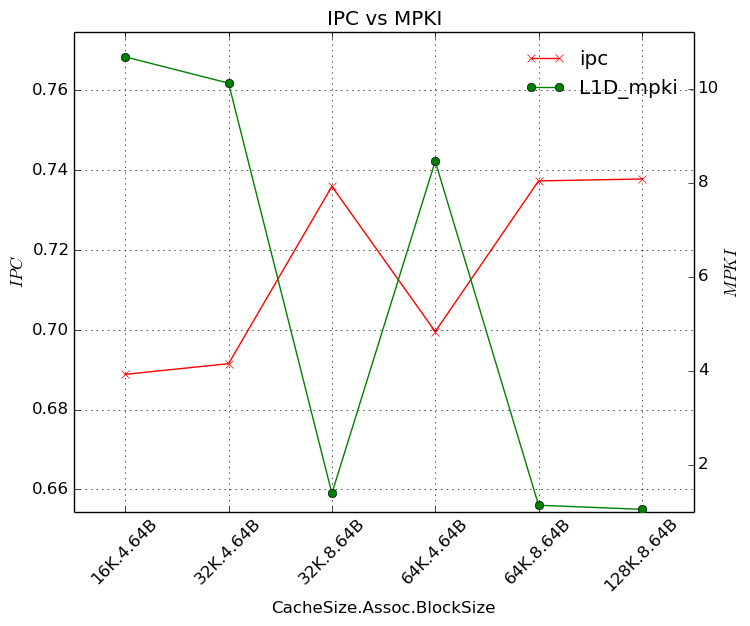 IPC vs MPKI
ipc
L1D_mpki
0.76
0.74
0.72
0.70
0.68
0.66
IPC
10
8
6
4
2
MPKI
16K.4.64B
32K.4.64B
32K.8.64B
64K.4.64B
64K.8.64B
128K.8.64B
CacheSize.Assoc.BlockSize